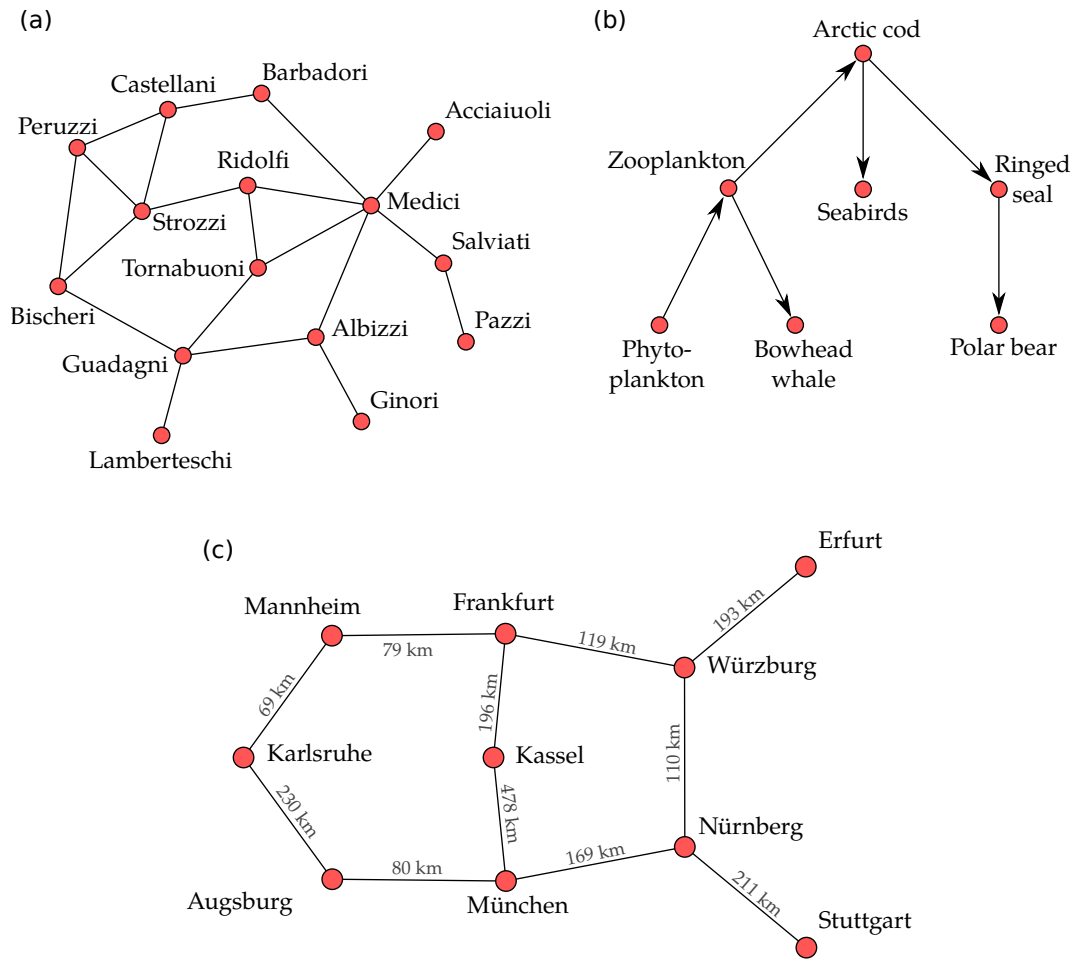 (a)
Castellani
Barbadori
Acciaiuoli
Peruzzi
Ridolfi
Medici
Strozzi
Salviati
Tornabuoni
Bischeri
Albizzi
Pazzi
Guadagni
Ginori
Lamberteschi
(b)
Arctic cod
Zooplankton
Ringed
seal
Seabirds
Phyto-
plankton
Bowhead
whale
Polar bear
(c)
Erfurt
Mannheim
Frankfurt
193 km
79 km
119 km
Würzburg
69 km
196 km
Karlsruhe
Kassel
110 km
230 km
478 km
Nürnberg
80 km
169 km
211 km
Augsburg
München
Stuttgart